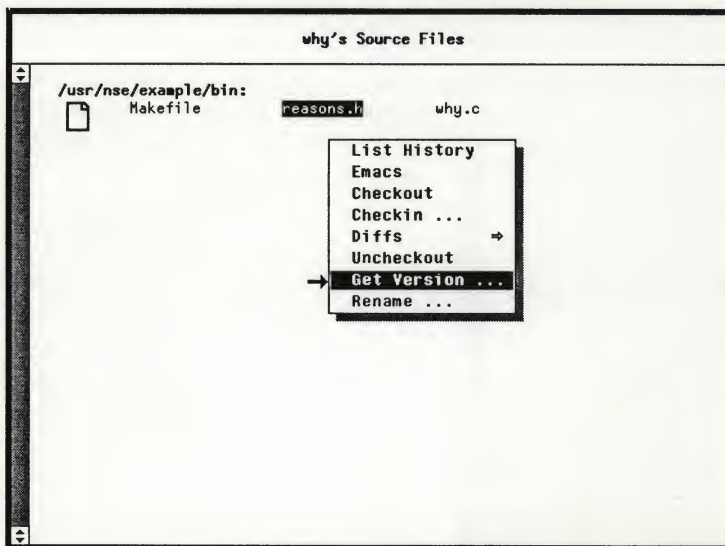 why's Source Files
/usr/nse/example/bin:
Makefile reasons.h why.c
List History
Emacs
Checkout
Checkin ...
Diffs ⇒
Uncheckout
Get Version ...
Rename ...